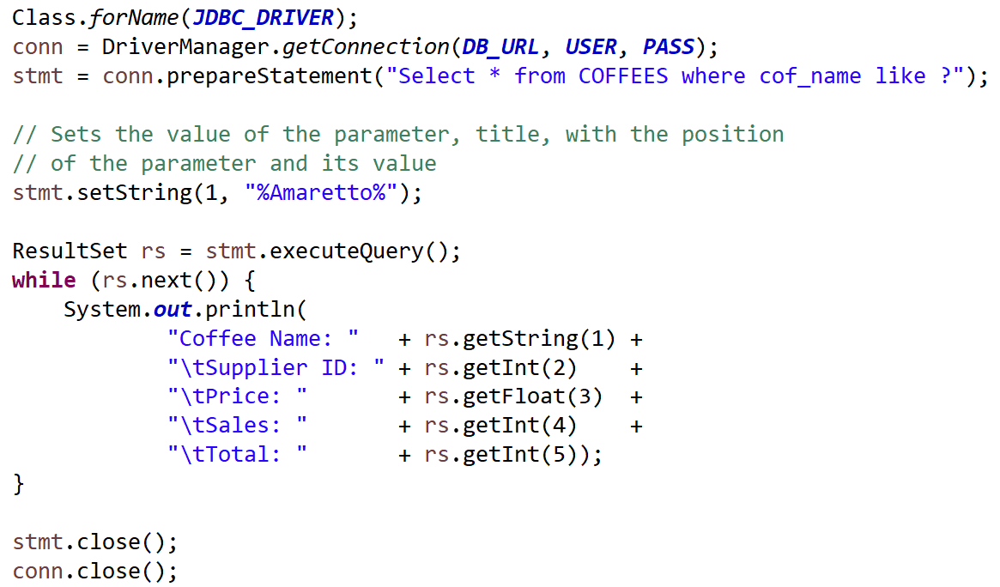 Class.forName(JDBC_DRIVER);
conn = DriverManager.getConnection(DB_URL, USER, PASS);
stmt = conn.prepareStatement("Select * from COFFEES where cof_name like ?");

// Sets the value of the parameter, title, with the position
// of the parameter and its value
stmt.setString(1, "%Amaretto%");

ResultSet rs = stmt.executeQuery();
while (rs.next()) {
    System.out.println(
            "Coffee Name: "   + rs.getString(1) +
            "\tSupplier ID: " + rs.getInt(2)    +
            "\tPrice: "       + rs.getFloat(3)  +
            "\tSales: "       + rs.getInt(4)    +
            "\tTotal: "       + rs.getInt(5));
}

stmt.close();
conn.close();